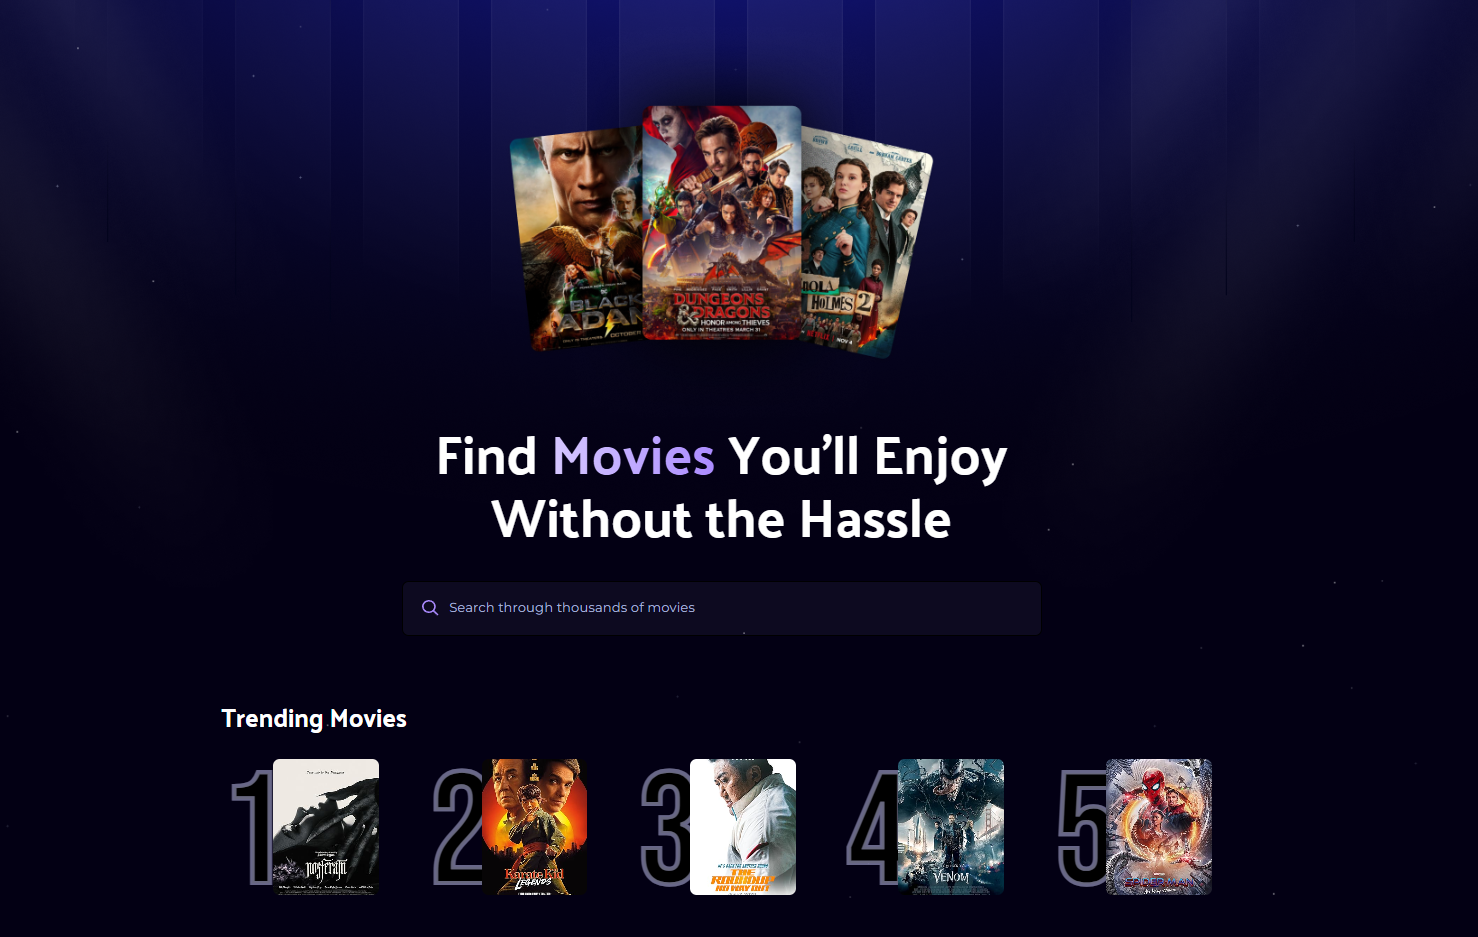 BLACK
ADAM
DUNGEONS
& DRAGONS
HONOR AMONG THIEVES
ONLY IN THEATRES MARCH 31
HOLMES 2
NOV 4
Find Movies You’ll Enjoy
Without the Hassle
Search through thousands of movies
Trending Movies
1
2
3
4
5
nosferatu
Karate Kid
LEGENDS
THE
ROUNDUP
NO WAY OUT
VENOM
SPIDER-MAN